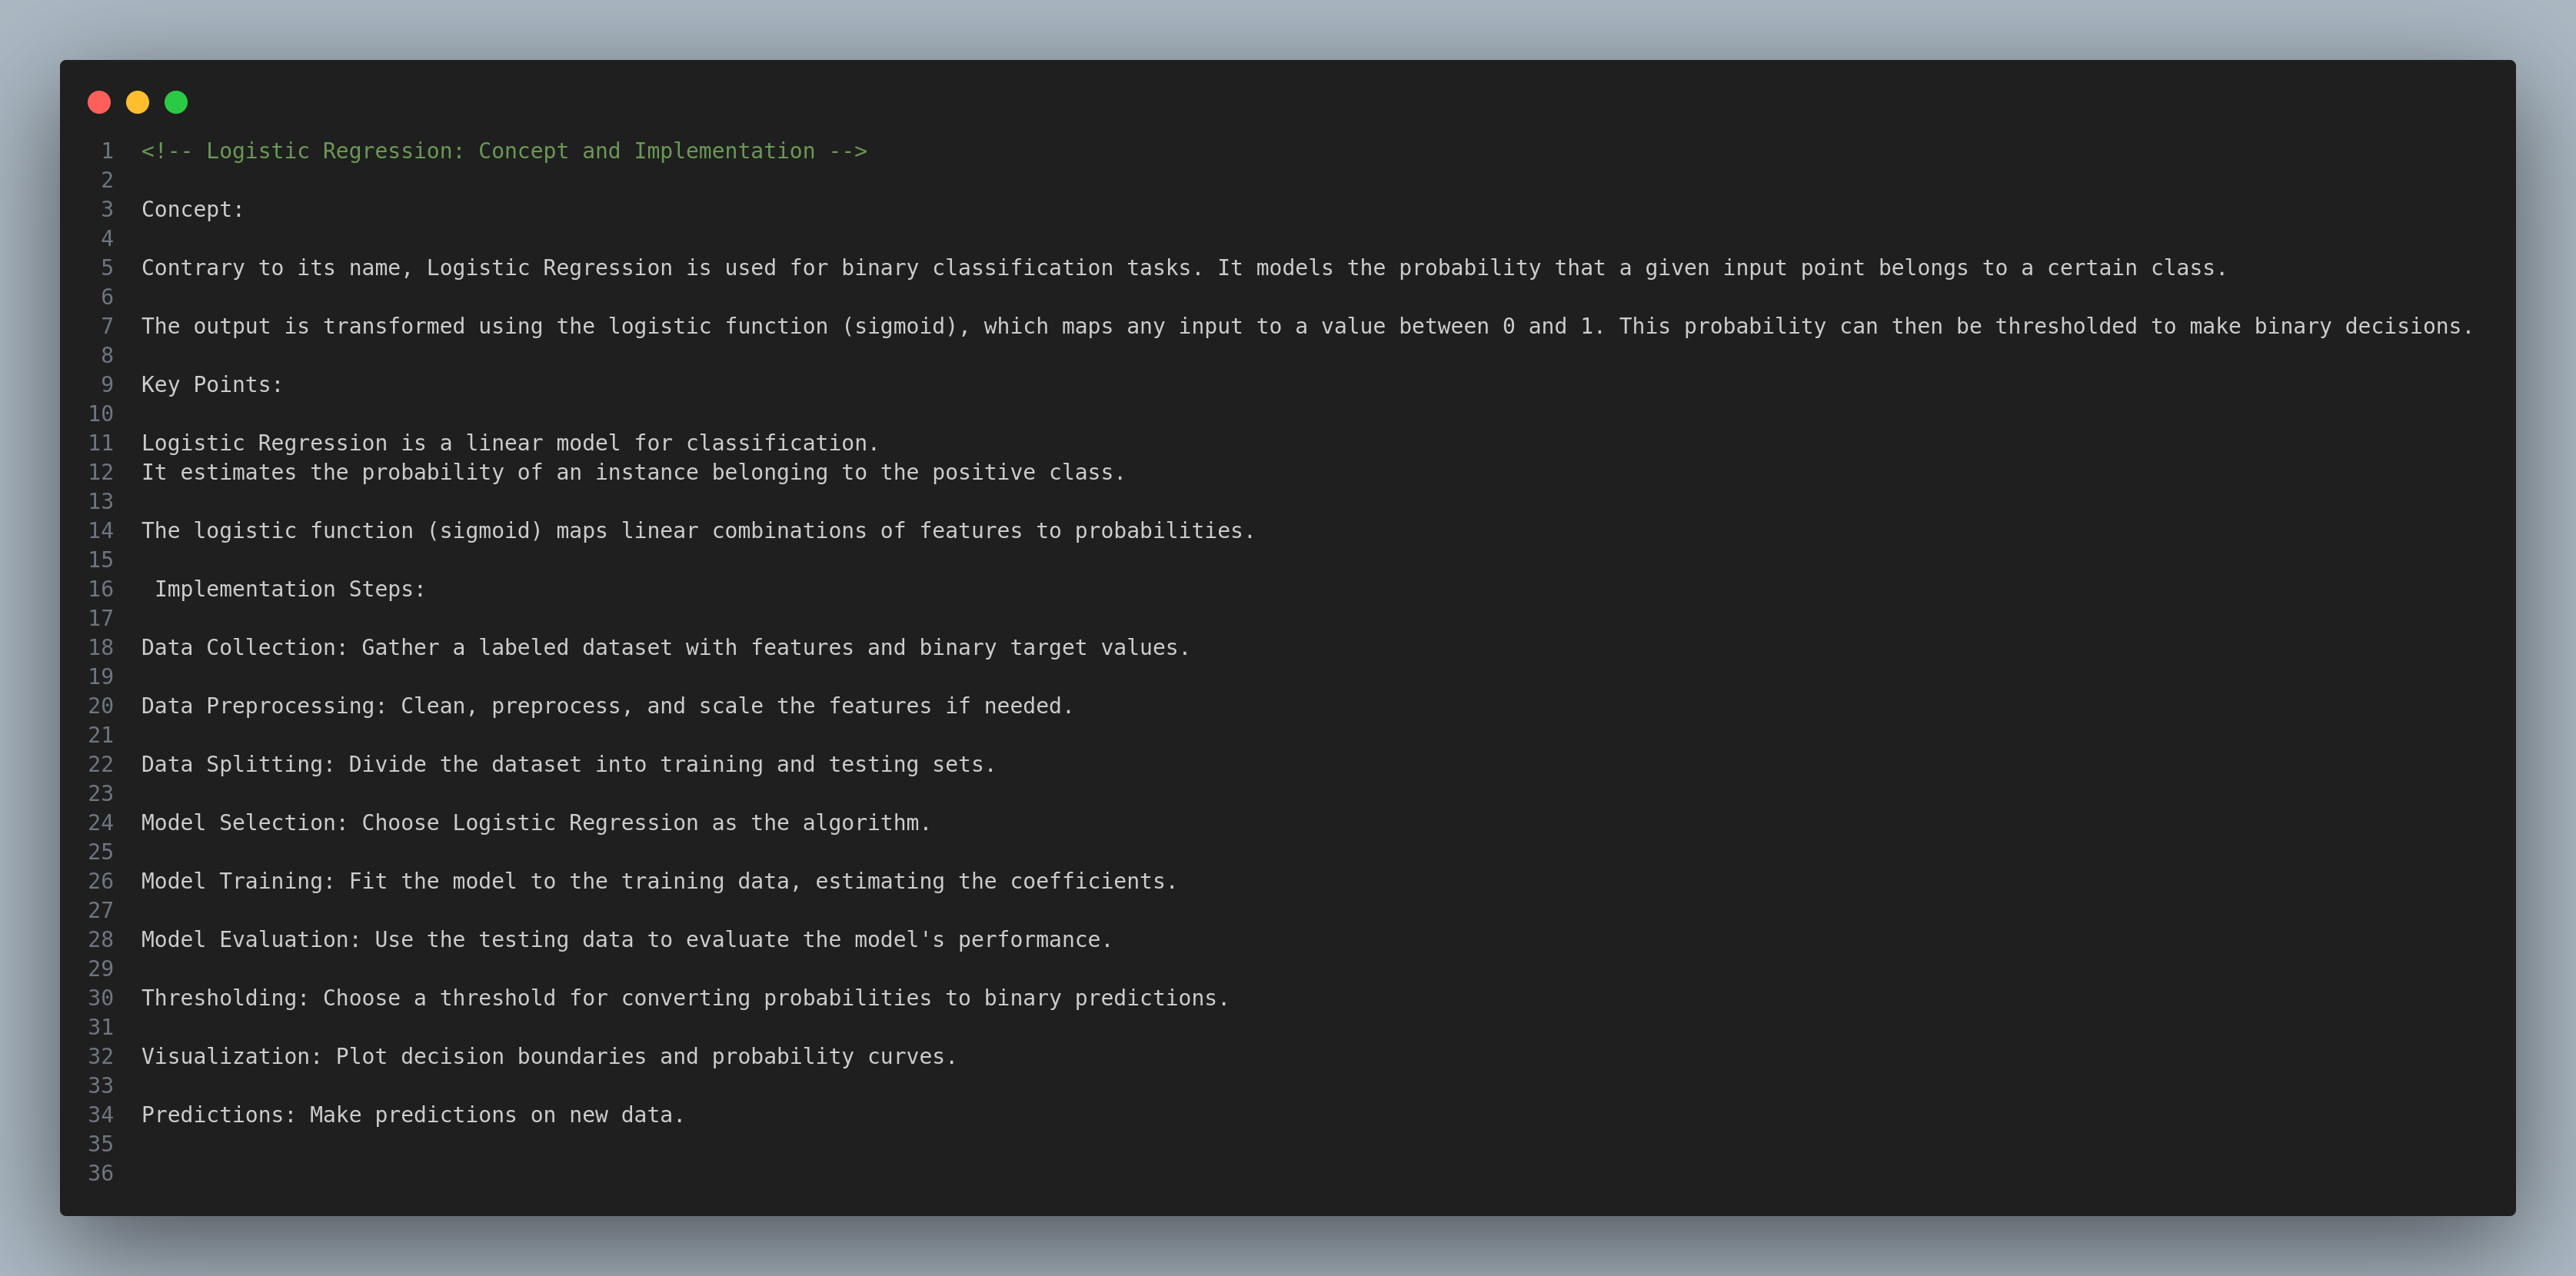 1 <!-- Logistic Regression: Concept and Implementation -->
2
3 Concept:
4
5 Contrary to its name, Logistic Regression is used for binary classification tasks. It models the probability that a given input point belongs to a certain class.
6
7 The output is transformed using the logistic function (sigmoid), which maps any input to a value between 0 and 1. This probability can then be thresholded to make binary decisions.
8
9 Key Points:
10
11 Logistic Regression is a linear model for classification.
12 It estimates the probability of an instance belonging to the positive class.
13
14 The logistic function (sigmoid) maps linear combinations of features to probabilities.
15
16  Implementation Steps:
17
18 Data Collection: Gather a labeled dataset with features and binary target values.
19
20 Data Preprocessing: Clean, preprocess, and scale the features if needed.
21
22 Data Splitting: Divide the dataset into training and testing sets.
23
24 Model Selection: Choose Logistic Regression as the algorithm.
25
26 Model Training: Fit the model to the training data, estimating the coefficients.
27
28 Model Evaluation: Use the testing data to evaluate the model's performance.
29
30 Thresholding: Choose a threshold for converting probabilities to binary predictions.
31
32 Visualization: Plot decision boundaries and probability curves.
33
34 Predictions: Make predictions on new data.
35
36